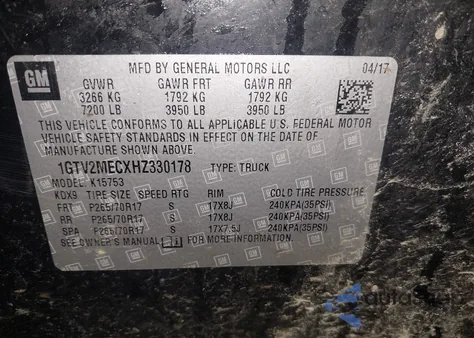 GM
MFD BY GENERAL MOTORS LLC 04/17
GVWR GAWR FRT GAWR RR
3266 KG 1792 KG 1792 KG
7200 LB 3950 LB 3950 LB
THIS VEHICLE CONFORMS TO ALL APPLICABLE U.S. FEDERAL MOTOR
VEHICLE SAFETY STANDARDS IN EFFECT ON THE DATE OF
MANUFACTURE SHOWN ABOVE.
1GTV2MECXHZ330178 TYPE: TRUCK
MODEL: K15753
KDX9 TIRE SIZE SPEED RTG RIM COLD TIRE PRESSURE
FRT P265/70R17 S 17X8J 240KPA(35PSI)
RR P265/70R17 S 17X8J 240KPA(35PSI)
SPA P265/70R17 S 17X7.5J 240KPA(35PSI)
SEE OWNER'S MANUAL FOR MORE INFORMATION.